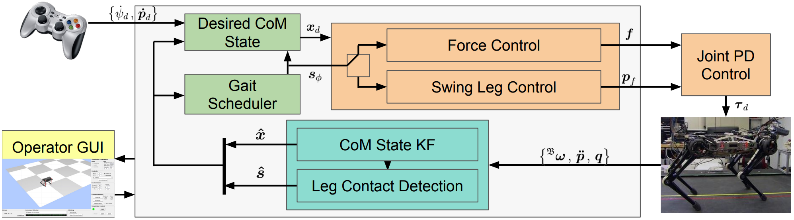 {ψ̇_d, ṗ_d}
Desired CoM
State
x_d
Gait
Scheduler
s_ϕ
Force Control
Swing Leg Control
f
p_f
Joint PD
Control
τ_d
Operator GUI
x̂
ŝ
CoM State KF
Leg Contact Detection
{ᴮω, p̈, q}